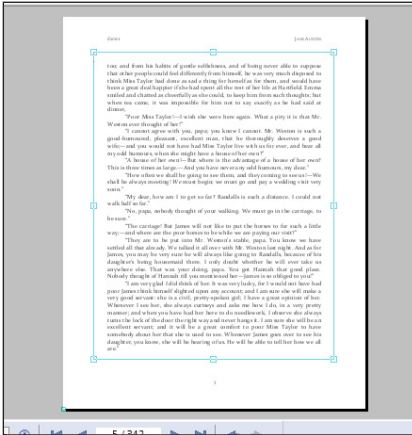 Emma
Jane Austen
too; and from his habits of gentle selfishness, and of being never able to suppose
that other people could feel differently from himself, he was very much disposed to
think Miss Taylor had done as sad a thing for herself as for them, and would have
been a great deal happier if she had spent all the rest of her life at Hartfield. Emma
smiled and chatted as cheerfully as she could, to keep him from such thoughts; but
when tea came, it was impossible for him not to say exactly as he had said at
dinner,
"Poor Miss Taylor!—I wish she were here again. What a pity it is that Mr.
Weston ever thought of her!"
"I cannot agree with you, papa; you know I cannot. Mr. Weston is such a
good-humoured, pleasant, excellent man, that he thoroughly deserves a good
wife;—and you would not have had Miss Taylor live with us for ever, and bear all
my odd humours, when she might have a house of her own?"
"A house of her own!—But where is the advantage of a house of her own?
This is three times as large.—And you have never any odd humours, my dear."
"How often we shall be going to see them, and they coming to see us!—We
shall be always meeting! We must begin; we must go and pay a wedding visit very
soon."
"My dear, how am I to get so far? Randalls is such a distance. I could not
walk half so far."
"No, papa, nobody thought of your walking. We must go in the carriage, to
be sure."
"The carriage! But James will not like to put the horses to for such a little
way;—and where are the poor horses to be while we are paying our visit?"
"They are to be put into Mr. Weston's stable, papa. You know we have
settled all that already. We talked it all over with Mr. Weston last night. And as for
James, you may be very sure he will always like going to Randalls, because of his
daughter's being housemaid there. I only doubt whether he will ever take us
anywhere else. That was your doing, papa. You got Hannah that good place.
Nobody thought of Hannah till you mentioned her—James is so obliged to you!"
"I am very glad I did think of her. It was very lucky, for I would not have had
poor James think himself slighted upon any account; and I am sure she will make a
very good servant: she is a civil, pretty-spoken girl; I have a great opinion of her.
Whenever I see her, she always curtseys and asks me how I do, in a very pretty
manner; and when you have had her here to do needlework, I observe she always
turns the lock of the door the right way and never bangs it. I am sure she will be an
excellent servant; and it will be a great comfort to poor Miss Taylor to have
somebody about her that she is used to see. Whenever James goes over to see his
daughter, you know, she will be hearing of us. He will be able to tell her how we all
are."
5
5 / 342